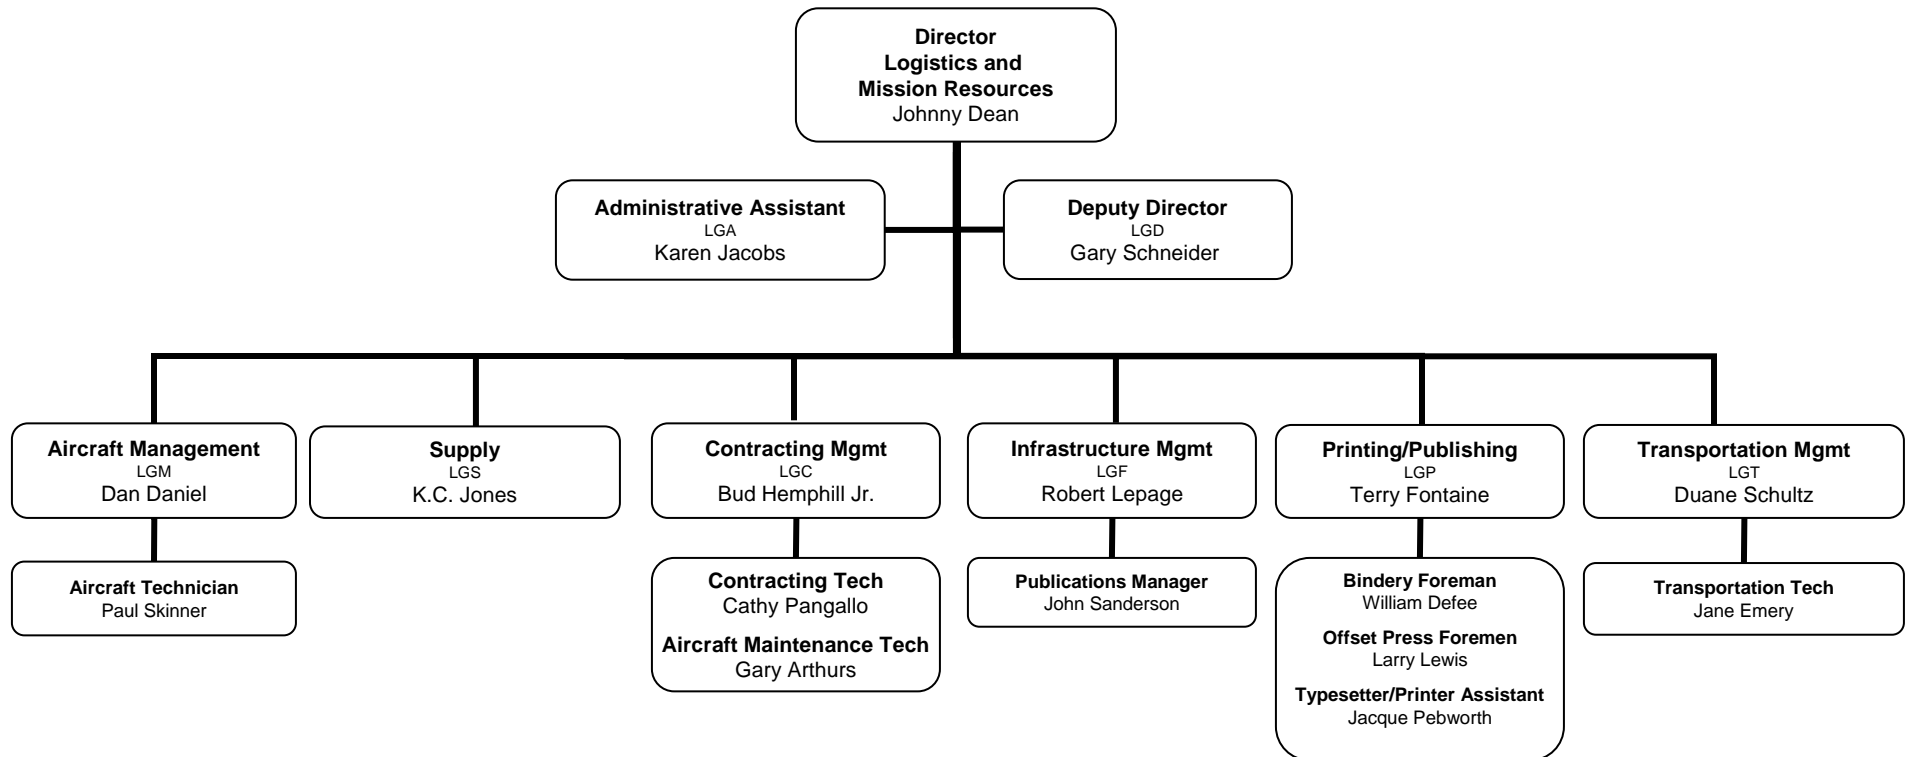 Director
Logistics and
Mission Resources
Johnny Dean
Administrative Assistant
LGA
Karen Jacobs
Deputy Director
LGD
Gary Schneider
Aircraft Management
LGM
Dan Daniel
Supply
LGS
K.C. Jones
Contracting Mgmt
LGC
Bud Hemphill Jr.
Infrastructure Mgmt
LGF
Robert Lepage
Printing/Publishing
LGP
Terry Fontaine
Transportation Mgmt
LGT
Duane Schultz
Aircraft Technician
Paul Skinner
Contracting Tech
Cathy Pangallo
Aircraft Maintenance Tech
Gary Arthurs
Publications Manager
John Sanderson
Bindery Foreman
William Defee
Offset Press Foremen
Larry Lewis
Typesetter/Printer Assistant
Jacque Pebworth
Transportation Tech
Jane Emery